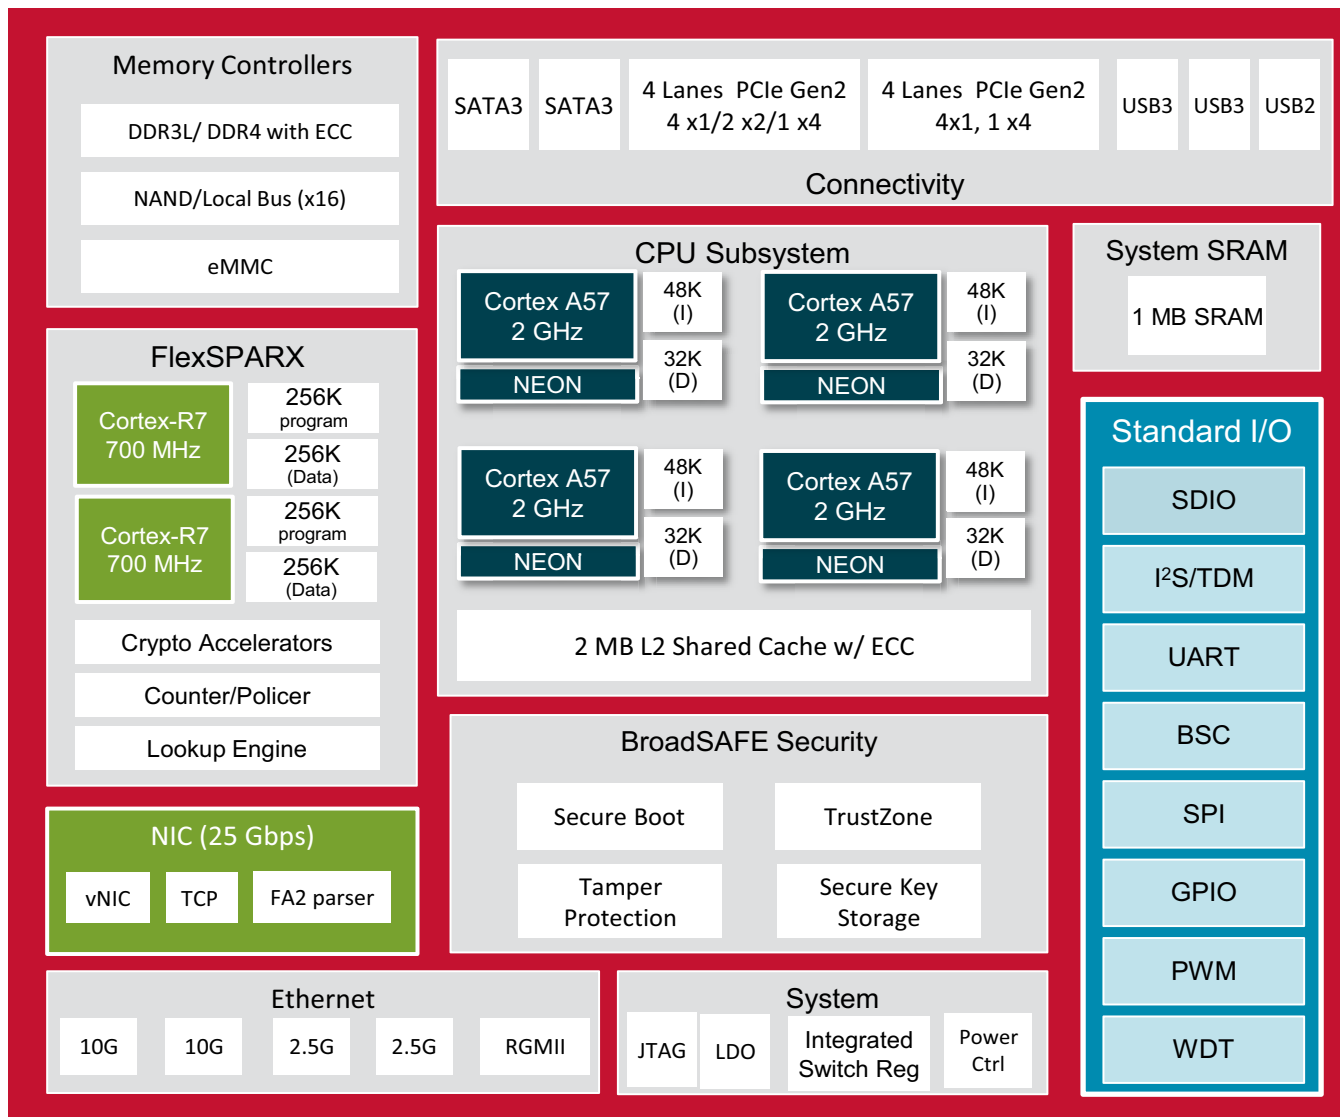 Memory Controllers
DDR3L/ DDR4 with ECC
NAND/Local Bus (x16)
eMMC
SATA3
SATA3
4 Lanes PCIe Gen2
4 x1/2 x2/1 x4
4 Lanes PCIe Gen2
4x1, 1 x4
USB3
USB3
USB2
Connectivity
CPU Subsystem
Cortex A57
2 GHz
NEON
48K
(I)
32K
(D)
Cortex A57
2 GHz
NEON
48K
(I)
32K
(D)
Cortex A57
2 GHz
NEON
48K
(I)
32K
(D)
Cortex A57
2 GHz
NEON
48K
(I)
32K
(D)
2 MB L2 Shared Cache w/ ECC
System SRAM
1 MB SRAM
FlexSPARX
Cortex-R7
700 MHz
256K
program
256K
(Data)
Cortex-R7
700 MHz
256K
program
256K
(Data)
Crypto Accelerators
Counter/Policer
Lookup Engine
Standard I/O
SDIO
I²S/TDM
UART
BSC
SPI
GPIO
PWM
WDT
BroadSAFE Security
Secure Boot
TrustZone
Tamper
Protection
Secure Key
Storage
NIC (25 Gbps)
vNIC
TCP
FA2 parser
Ethernet
10G
10G
2.5G
2.5G
RGMII
System
JTAG
LDO
Integrated
Switch Reg
Power
Ctrl